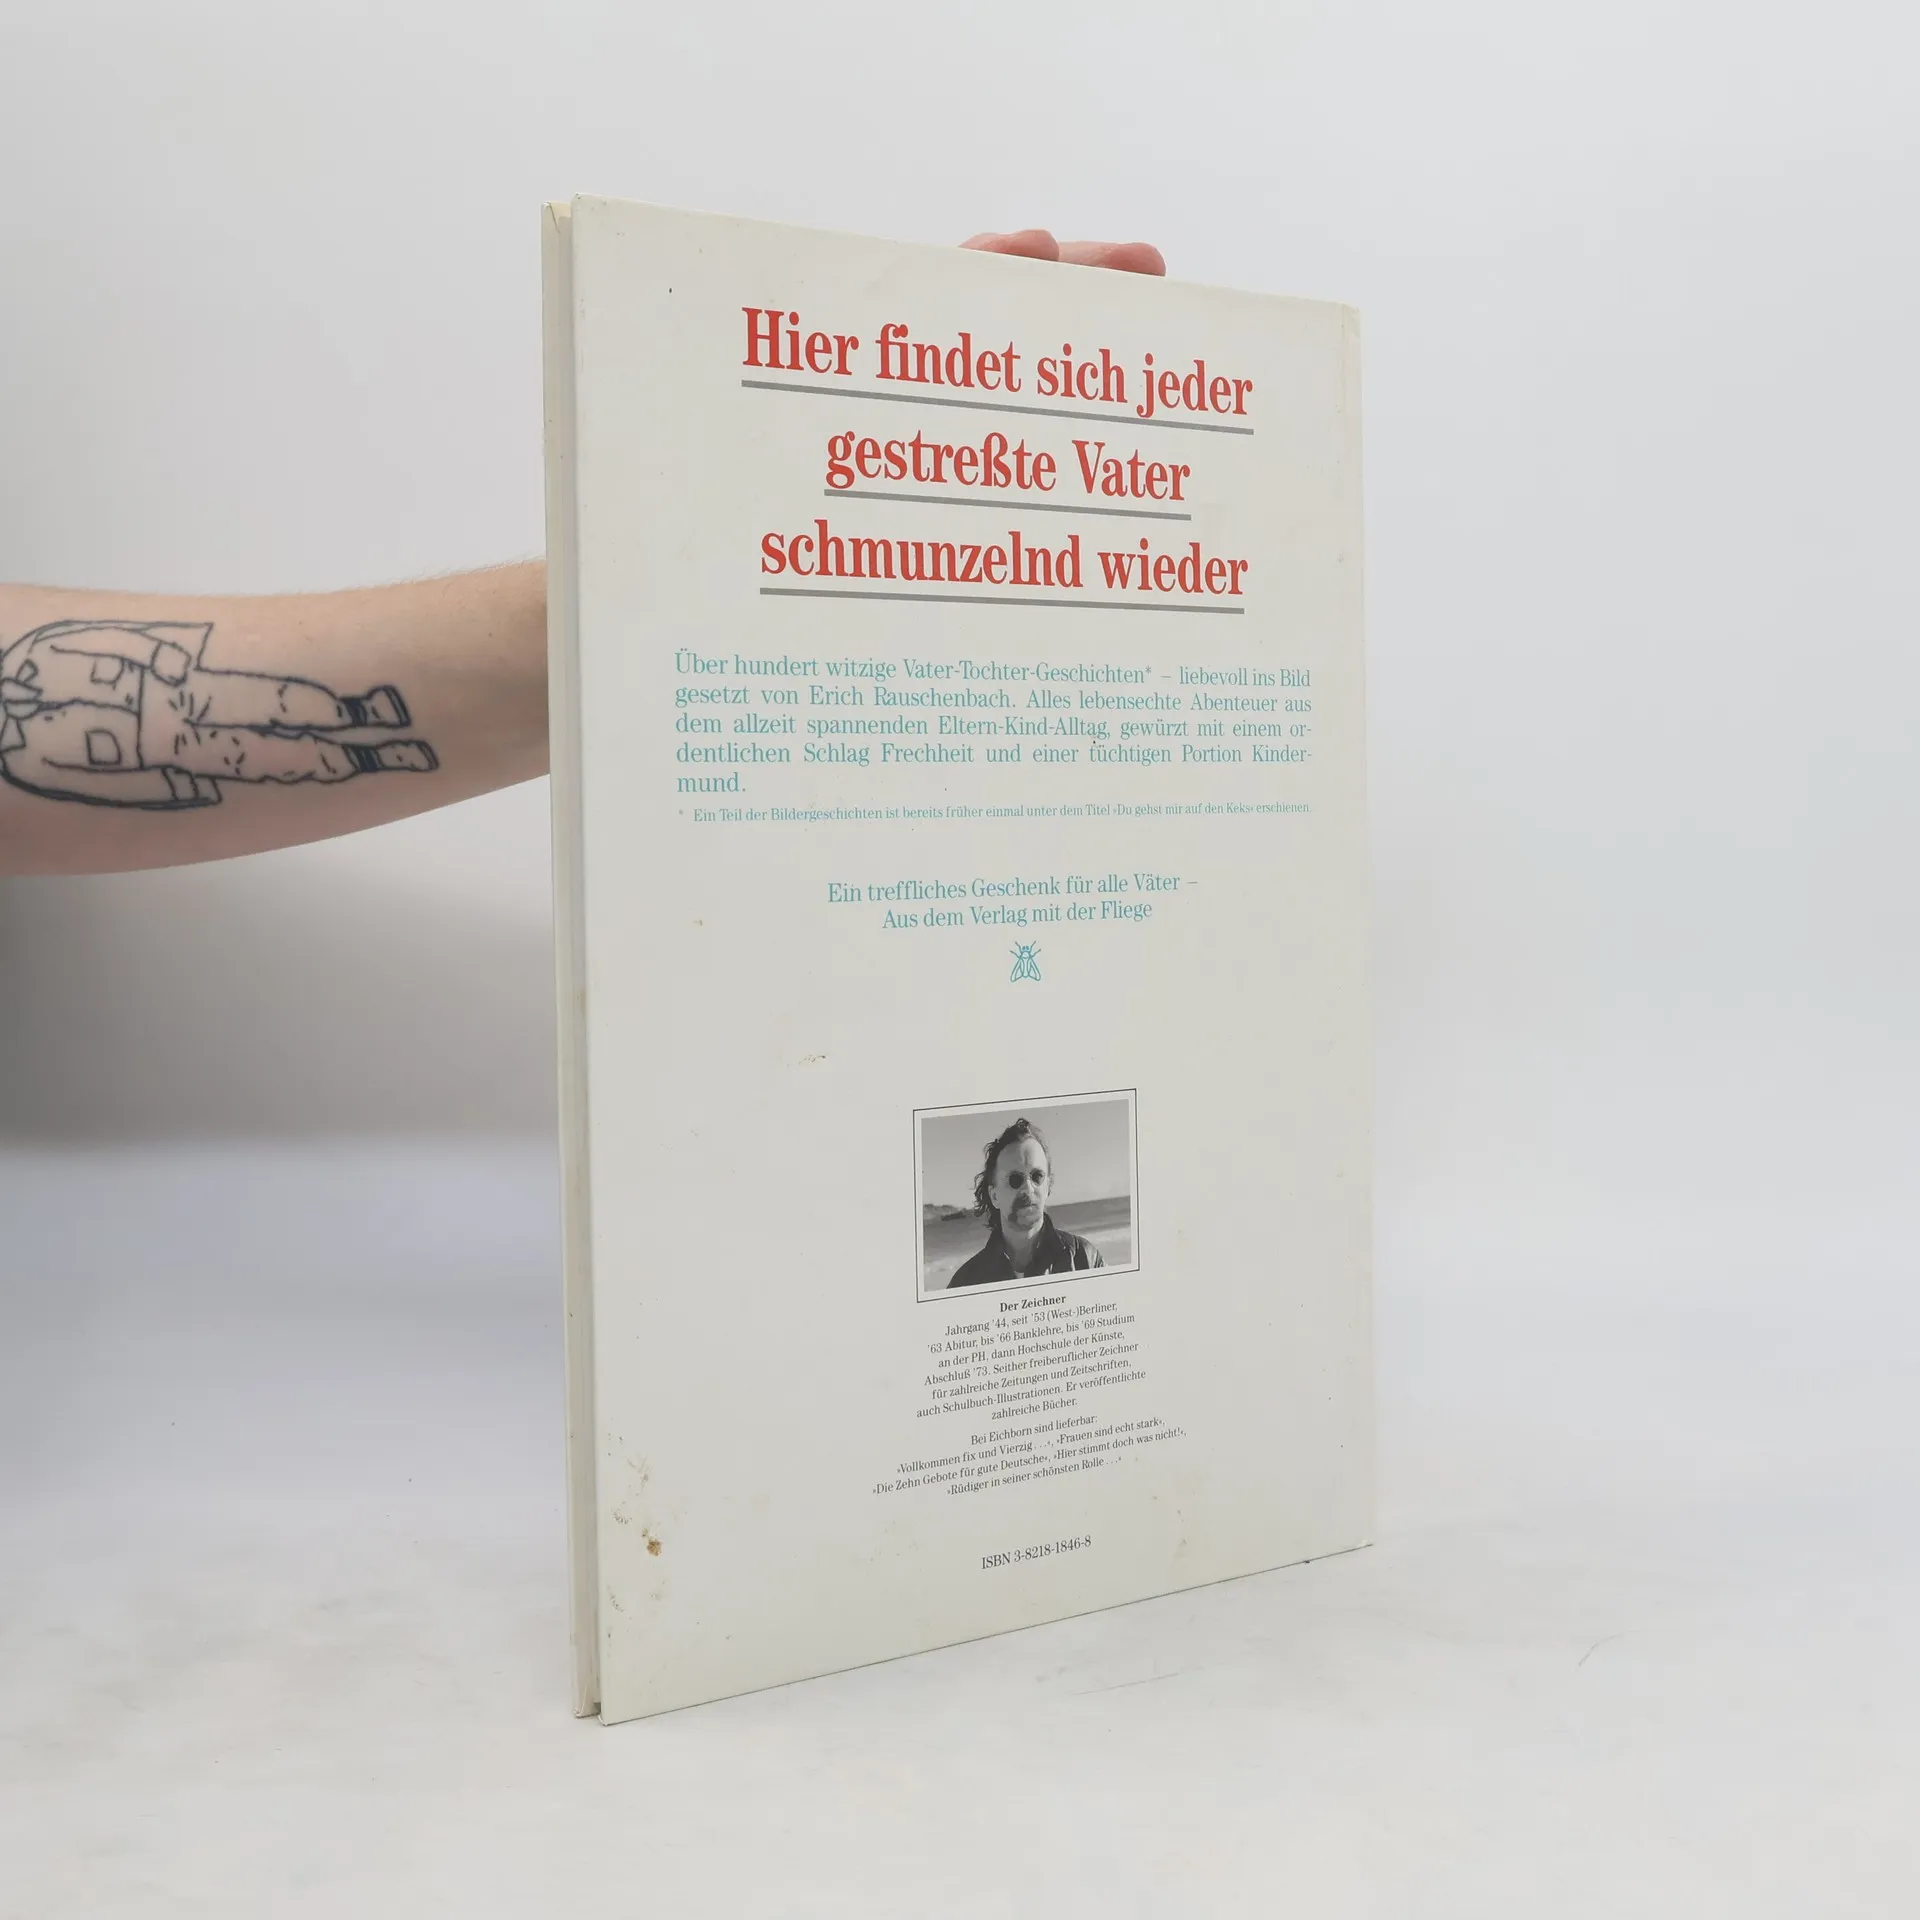 Hier findet sich jeder
gestreßte Vater
schmunzelnd wieder
Über hundert witzige Vater-Tochter-Geschichten* – liebevoll ins Bild
gesetzt von Erich Rauschenbach. Alles lebensechte Abenteuer aus
dem allzeit spannenden Eltern-Kind-Alltag, gewürzt mit einem or-
dentlichen Schlag Frechheit und einer tüchtigen Portion Kinder-
mund.
* Ein Teil der Bildergeschichten ist bereits früher einmal unter dem Titel ›Du gehst mir auf den Keks‹ erschienen.
Ein treffliches Geschenk für alle Väter –
Aus dem Verlag mit der Fliege
Der Zeichner
Jahrgang '44, seit '53 (West-)Berliner,
'63 Abitur, bis '66 Banklehre, bis '69 Studium
an der PH, dann Hochschule der Künste,
Abschluß '73. Seither freiberuflicher Zeichner
für zahlreiche Zeitungen und Zeitschriften,
auch Schulbuch-Illustrationen. Er veröffentlichte
zahlreiche Bücher.
Bei Eichborn sind lieferbar:
»Vollkommen fix und Vierzig . . .«, »Frauen sind echt stark«,
»Die Zehn Gebote für gute Deutsche«, »Hier stimmt doch was nicht!«,
»Rüdiger in seiner schönsten Rolle . . .«
ISBN 3-8218-1846-8